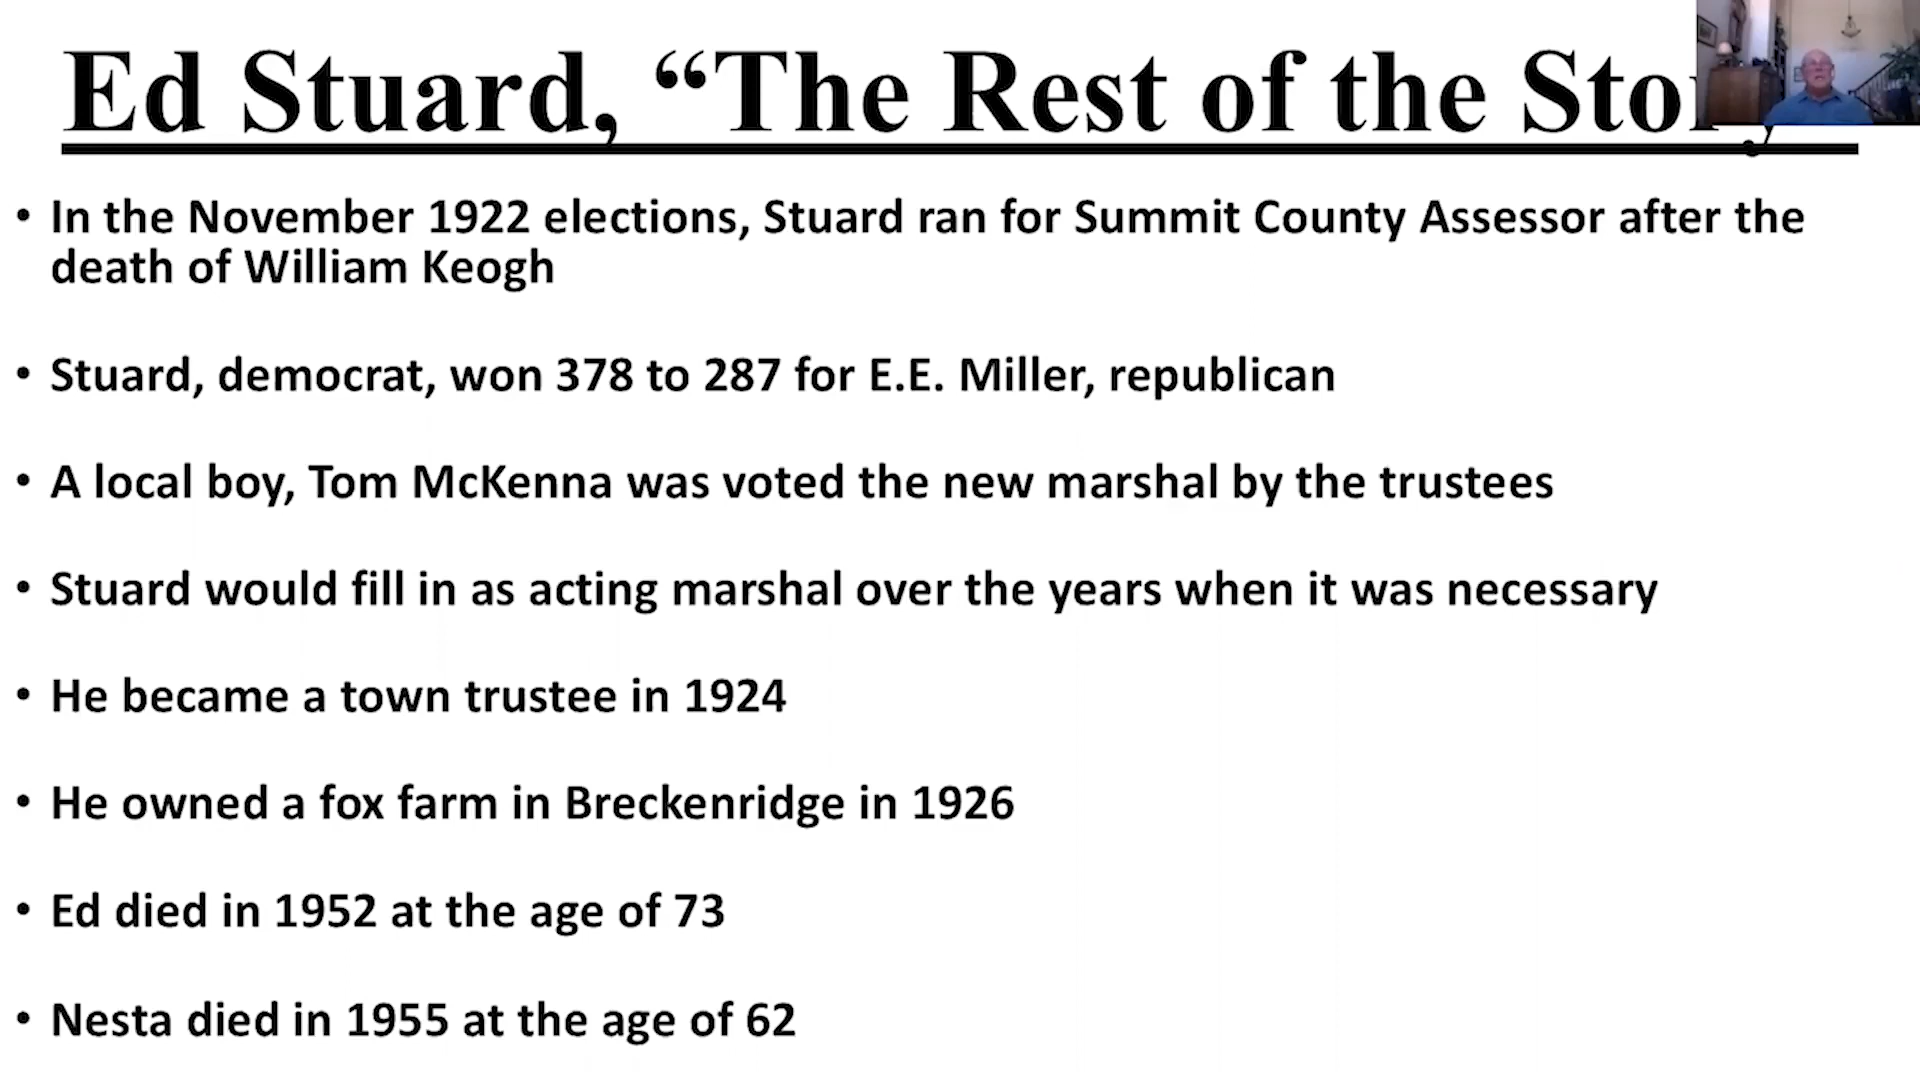 Ed Stuard, “The Rest of the Story
• In the November 1922 elections, Stuard ran for Summit County Assessor after the
death of William Keogh
• Stuard, democrat, won 378 to 287 for E.E. Miller, republican
• A local boy, Tom McKenna was voted the new marshal by the trustees
• Stuard would fill in as acting marshal over the years when it was necessary
• He became a town trustee in 1924
• He owned a fox farm in Breckenridge in 1926
• Ed died in 1952 at the age of 73
• Nesta died in 1955 at the age of 62